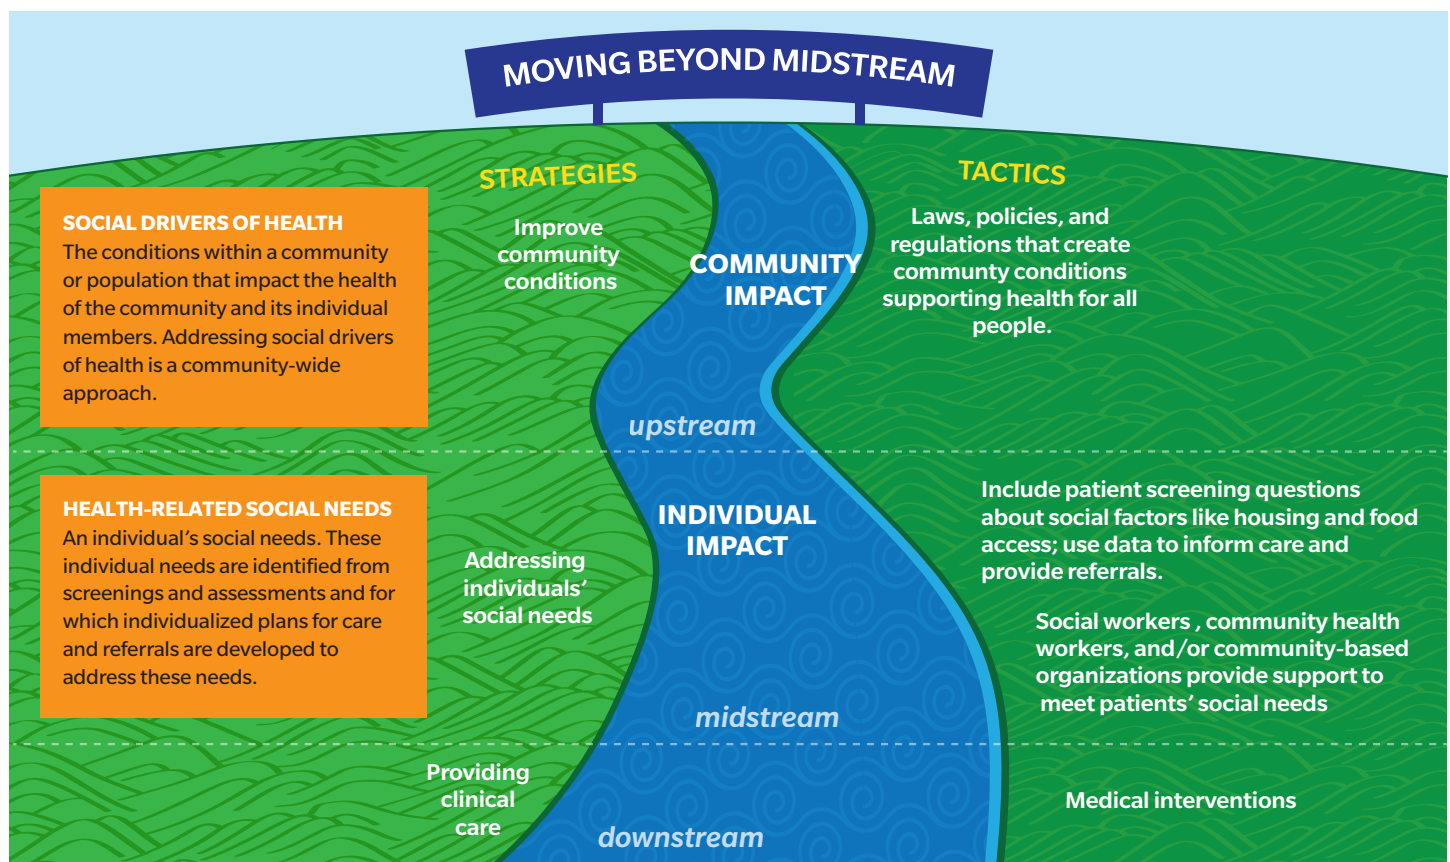 MOVING BEYOND MIDSTREAM
STRATEGIES
TACTICS
SOCIAL DRIVERS OF HEALTH
The conditions within a community
or population that impact the health
of the community and its individual
members. Addressing social drivers
of health is a community-wide
approach.
Improve
community
conditions
COMMUNITY
IMPACT
Laws, policies, and
regulations that create
communty conditions
supporting health for all
people.
upstream
HEALTH-RELATED SOCIAL NEEDS
An individual’s social needs. These
individual needs are identified from
screenings and assessments and for
which individualized plans for care
and referrals are developed to
address these needs.
Addressing
individuals’
social needs
INDIVIDUAL
IMPACT
Include patient screening questions
about social factors like housing and food
access; use data to inform care and
provide referrals.
Social workers , community health
workers, and/or community-based
organizations provide support to
meet patients’ social needs
midstream
Providing
clinical
care
downstream
Medical interventions